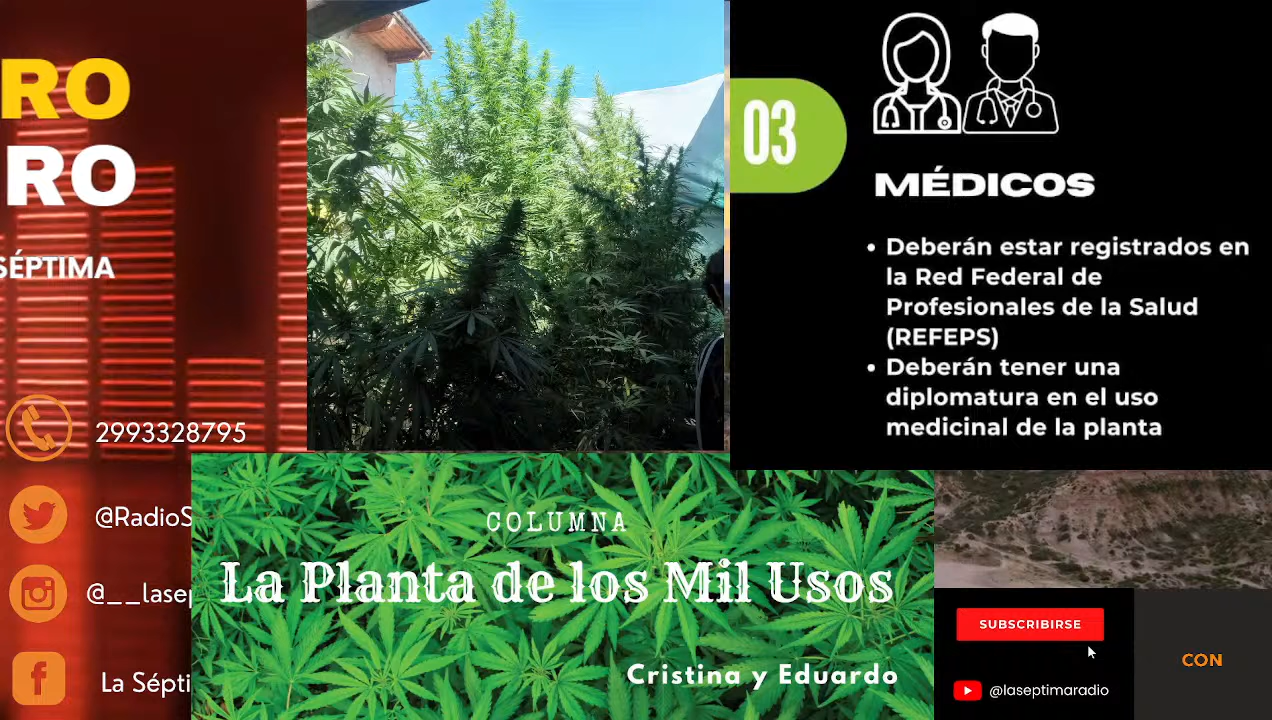 RO
RO
SÉPTIMA
2993328795
@RadioS
@__lasep
La Sépti
03
MÉDICOS
• Deberán estar registrados en
la Red Federal de
Profesionales de la Salud
(REFEPS)
• Deberán tener una
diplomatura en el uso
medicinal de la planta
COLUMNA
La Planta de los Mil Usos
Cristina y Eduardo
SUBSCRIBIRSE
@laseptimaradio
CON